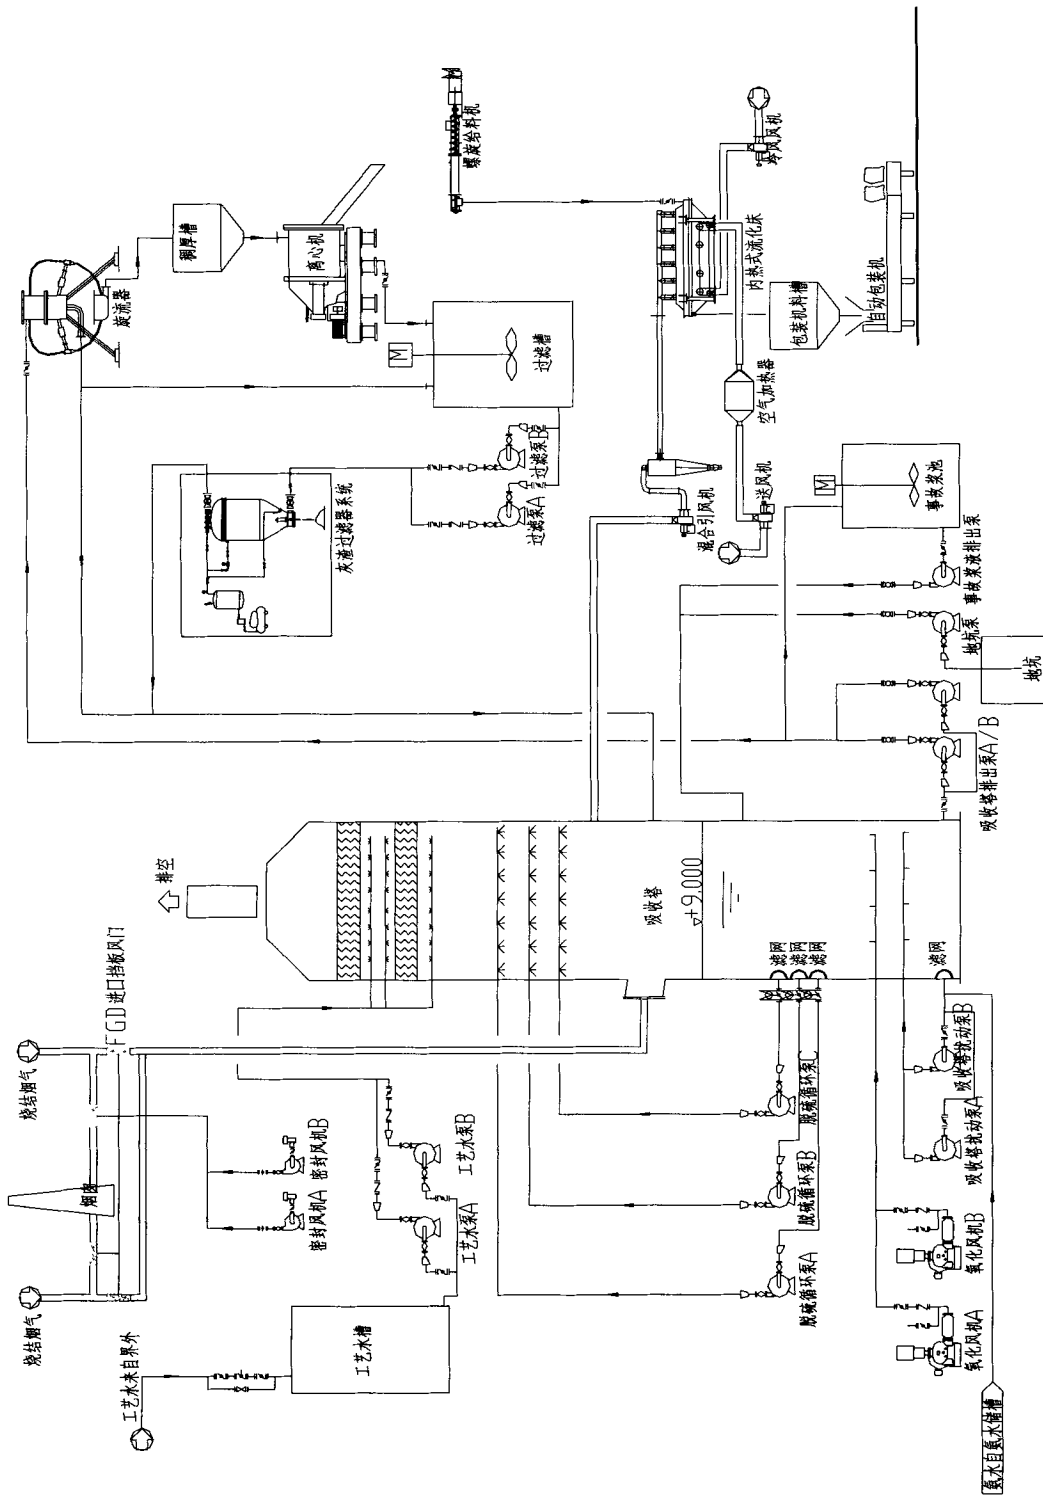 烧结烟气
烟囱
烧结烟气
FGD进口挡板风门
排空
工艺水来自界外
密封风机A
密封风机B
工艺水槽
工艺水泵A
工艺水泵B
脱硫循环泵A
脱硫循环泵B
脱硫循环泵C
滤网
滤网
滤网
滤网
吸收塔
+9,000
氧化风机A
氧化风机B
吸收塔扰动泵A
吸收塔扰动泵B
氨水自氨水储槽
旋流器
稠厚槽
离心机
灰渣过滤器系统
M
过滤槽
过滤泵A
过滤泵B
螺旋给料机
内热式流化床
冷风风机
混合引风机
送风机
空气加热器
包装机料槽
自动包装机
M
事故浆池
事故浆液排出泵
地坑泵
地坑
吸收塔排出泵A/B